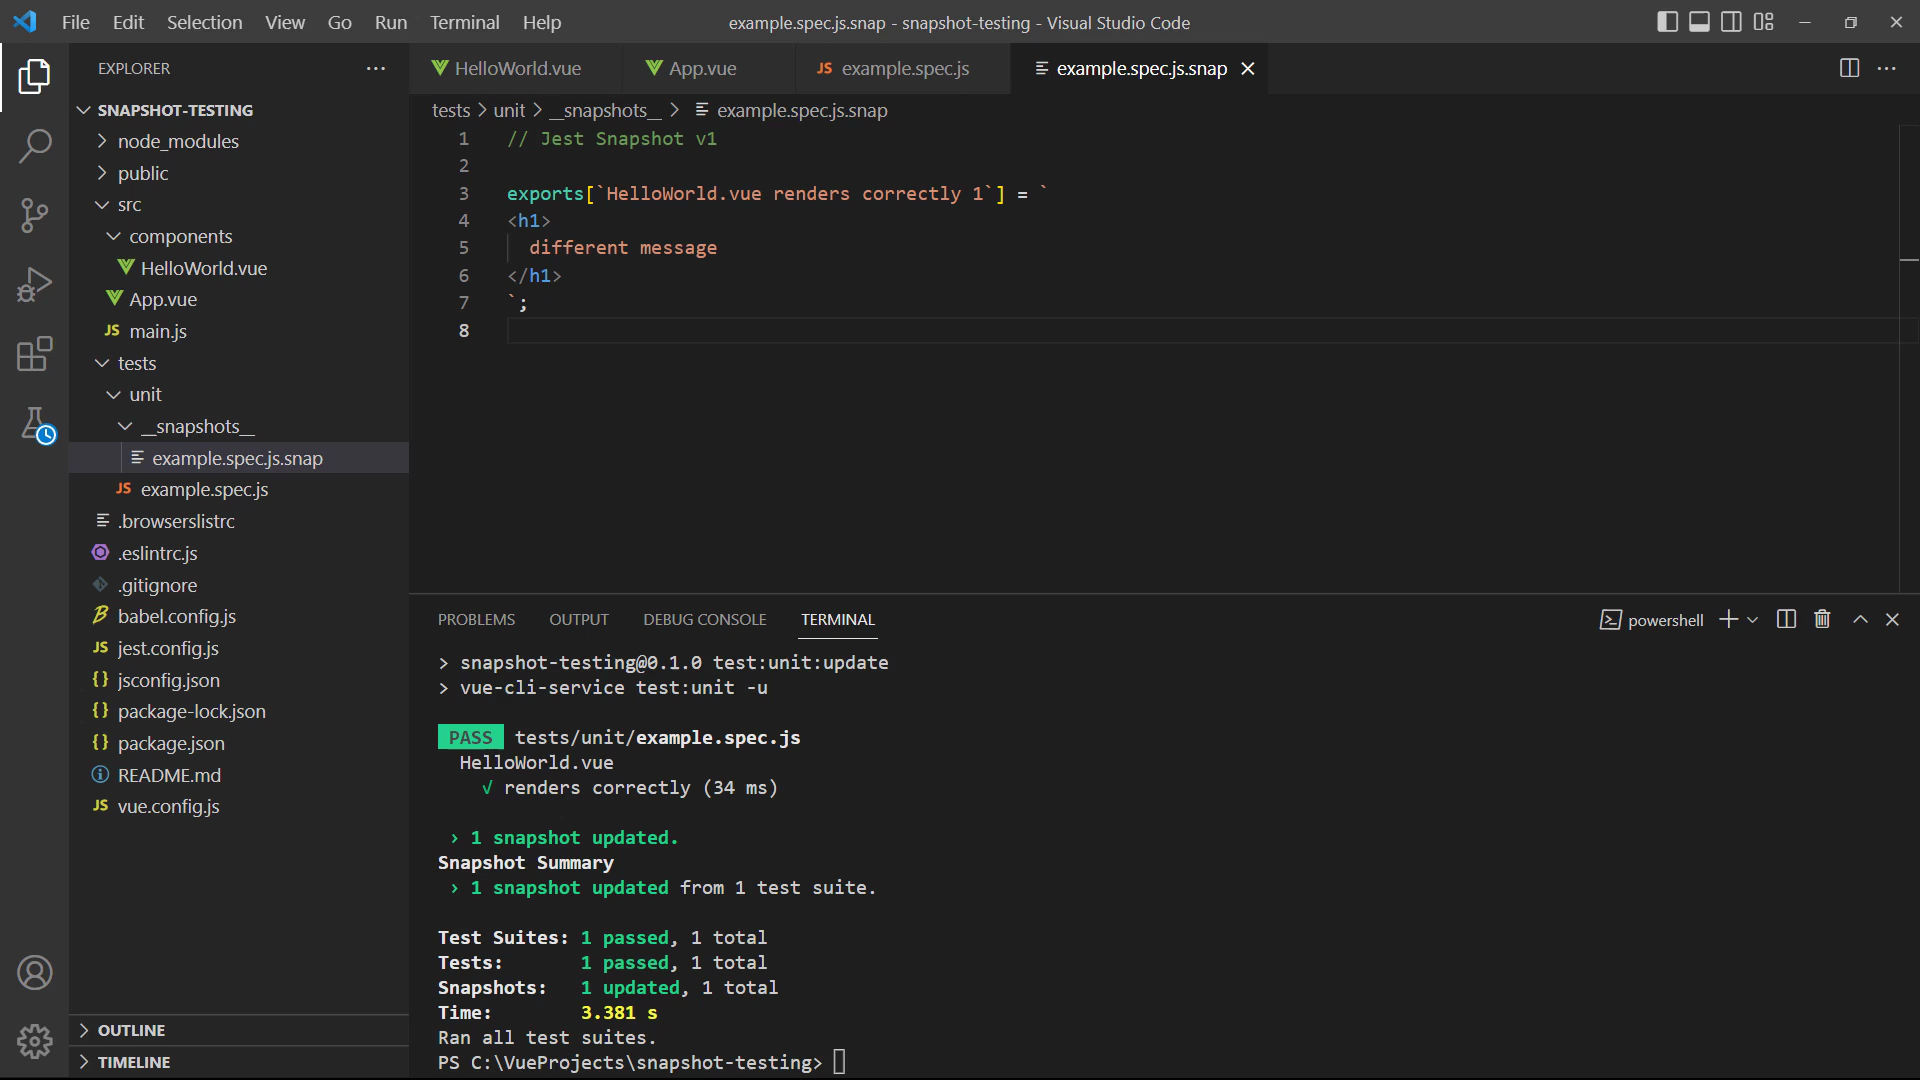 File Edit Selection View Go Run Terminal Help
example.spec.js.snap - snapshot-testing - Visual Studio Code
EXPLORER
SNAPSHOT-TESTING
node_modules
public
src
components
HelloWorld.vue
App.vue
JS main.js
tests
unit
__snapshots__
example.spec.js.snap
JS example.spec.js
.browserslistrc
.eslintrc.js
.gitignore
babel.config.js
JS jest.config.js
{} jsconfig.json
{} package-lock.json
{} package.json
README.md
JS vue.config.js
OUTLINE
TIMELINE
HelloWorld.vue
App.vue
JS example.spec.js
example.spec.js.snap
tests > unit > __snapshots__ > example.spec.js.snap
1 // Jest Snapshot v1
2
3 exports[`HelloWorld.vue renders correctly 1`] = `
4 <h1>
5 different message
6 </h1>
7 `;
8
PROBLEMS OUTPUT DEBUG CONSOLE TERMINAL
powershell
> snapshot-testing@0.1.0 test:unit:update
> vue-cli-service test:unit -u
PASS tests/unit/example.spec.js
HelloWorld.vue
√ renders correctly (34 ms)
› 1 snapshot updated.
Snapshot Summary
› 1 snapshot updated from 1 test suite.
Test Suites: 1 passed, 1 total
Tests: 1 passed, 1 total
Snapshots: 1 updated, 1 total
Time: 3.381 s
Ran all test suites.
PS C:\VueProjects\snapshot-testing>